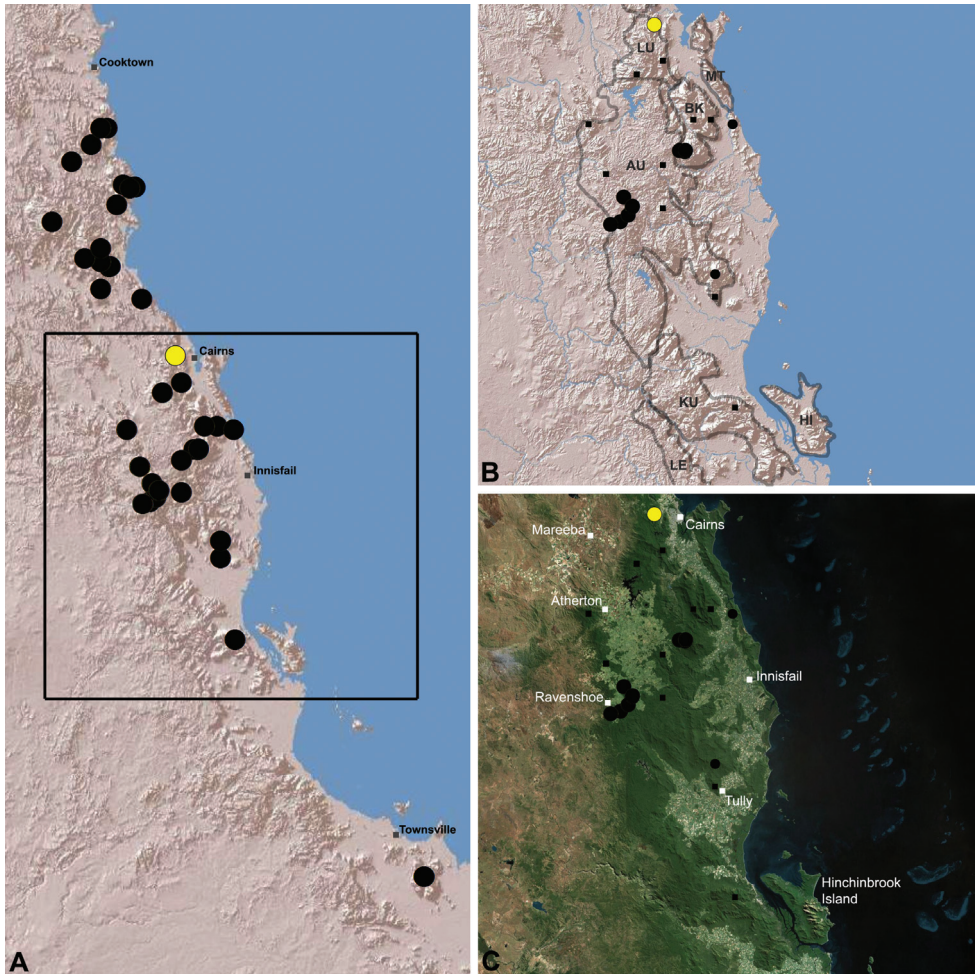 Cooktown
Cairns
Innisfail
Townsville
A
LU
MT
BK
AU
KU
HI
LE
B
Cairns
Mareeba
Atherton
Innisfail
Ravenshoe
Tully
Hinchinbrook
Island
C